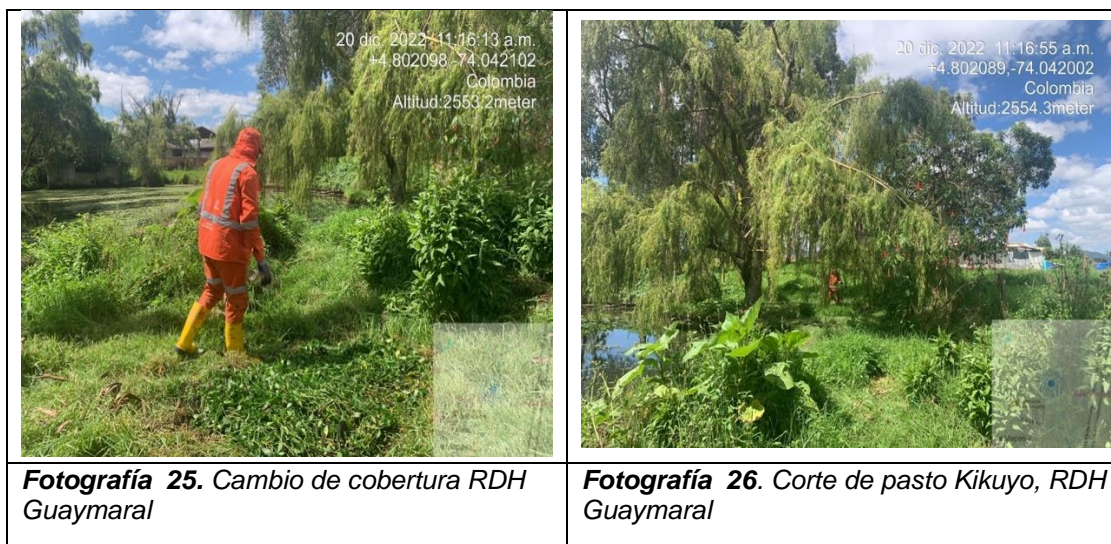 20 dic. 2022 11:16:13 a.m.
+4.802098,-74.042102
Colombia
Altitud:2553.2meter
20 dic. 2022 11:16:55 a.m.
+4.802089,-74.042002
Colombia
Altitud:2554.3meter
Fotografía 25. Cambio de cobertura RDH
Guaymaral
Fotografía 26. Corte de pasto Kikuyo, RDH
Guaymaral